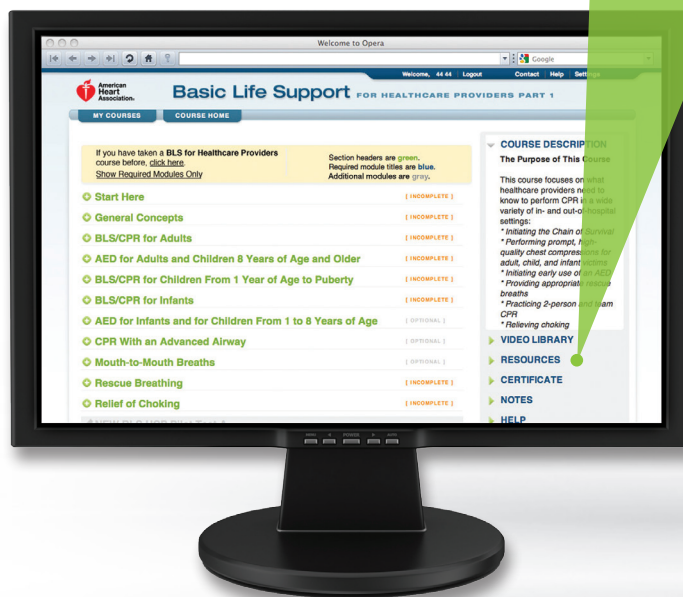 Welcome to Opera
Google
Welcome, 44 44 Logout Contact Help Settings
American
Heart
Association®
Basic Life Support FOR HEALTHCARE PROVIDERS PART 1
MY COURSES COURSE HOME
If you have taken a BLS for Healthcare Providers
course before, click here.
Show Required Modules Only
Section headers are green.
Required module titles are blue.
Additional modules are gray.
Start Here [ INCOMPLETE ]
General Concepts [ INCOMPLETE ]
BLS/CPR for Adults [ INCOMPLETE ]
AED for Adults and Children 8 Years of Age and Older [ INCOMPLETE ]
BLS/CPR for Children From 1 Year of Age to Puberty [ INCOMPLETE ]
BLS/CPR for Infants [ INCOMPLETE ]
AED for Infants and for Children From 1 to 8 Years of Age [ OPTIONAL ]
CPR With an Advanced Airway [ OPTIONAL ]
Mouth-to-Mouth Breaths [ OPTIONAL ]
Rescue Breathing [ INCOMPLETE ]
Relief of Choking [ INCOMPLETE ]
COURSE DESCRIPTION
The Purpose of This Course
This course focuses on what
healthcare providers need to
know to perform CPR in a wide
variety of in- and out-of-hospital
settings:
* Initiating the Chain of Survival
* Performing prompt, high-
quality chest compressions for
adult, child, and infant victims
* Initiating early use of an AED
* Providing appropriate rescue
breaths
* Practicing 2-person and team
CPR
* Relieving choking
VIDEO LIBRARY
RESOURCES
CERTIFICATE
NOTES
HELP